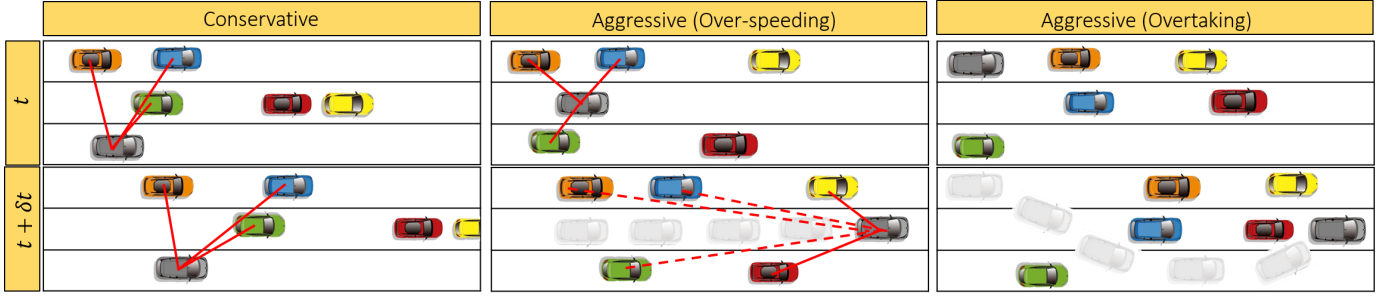 Conservative
Aggressive (Over-speeding)
Aggressive (Overtaking)
t
t + δt